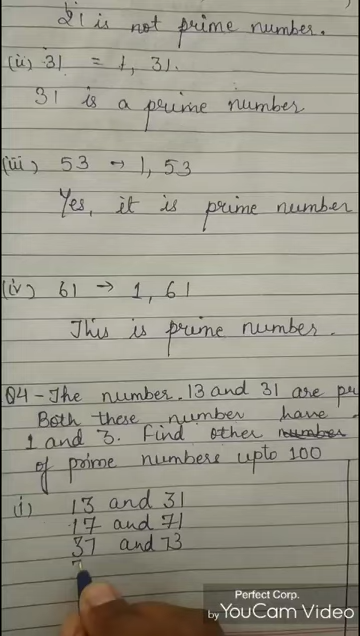 21 is not prime number.
(ii) 31 = 1, 31.
31 is a prime number
(iii) 53 → 1, 53
Yes, it is prime number
(iv) 61 → 1, 61
This is prime number.
Q4-The number 13 and 31 are pr
Both these number have
1 and 3. Find other number
of prime numbers upto 100
(i) 13 and 31
17 and 71
37 and 73
7
Perfect Corp.
by YouCam Video